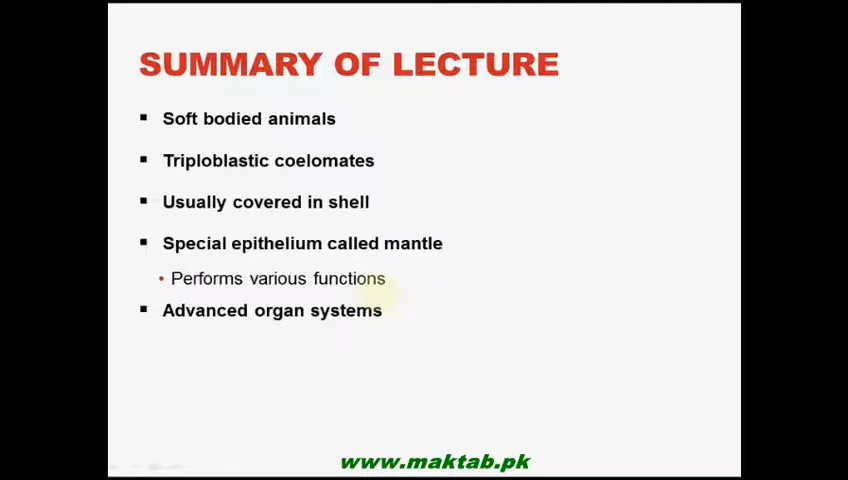 SUMMARY OF LECTURE
▪ Soft bodied animals
▪ Triploblastic coelomates
▪ Usually covered in shell
▪ Special epithelium called mantle
• Performs various functions
▪ Advanced organ systems
www.maktab.pk